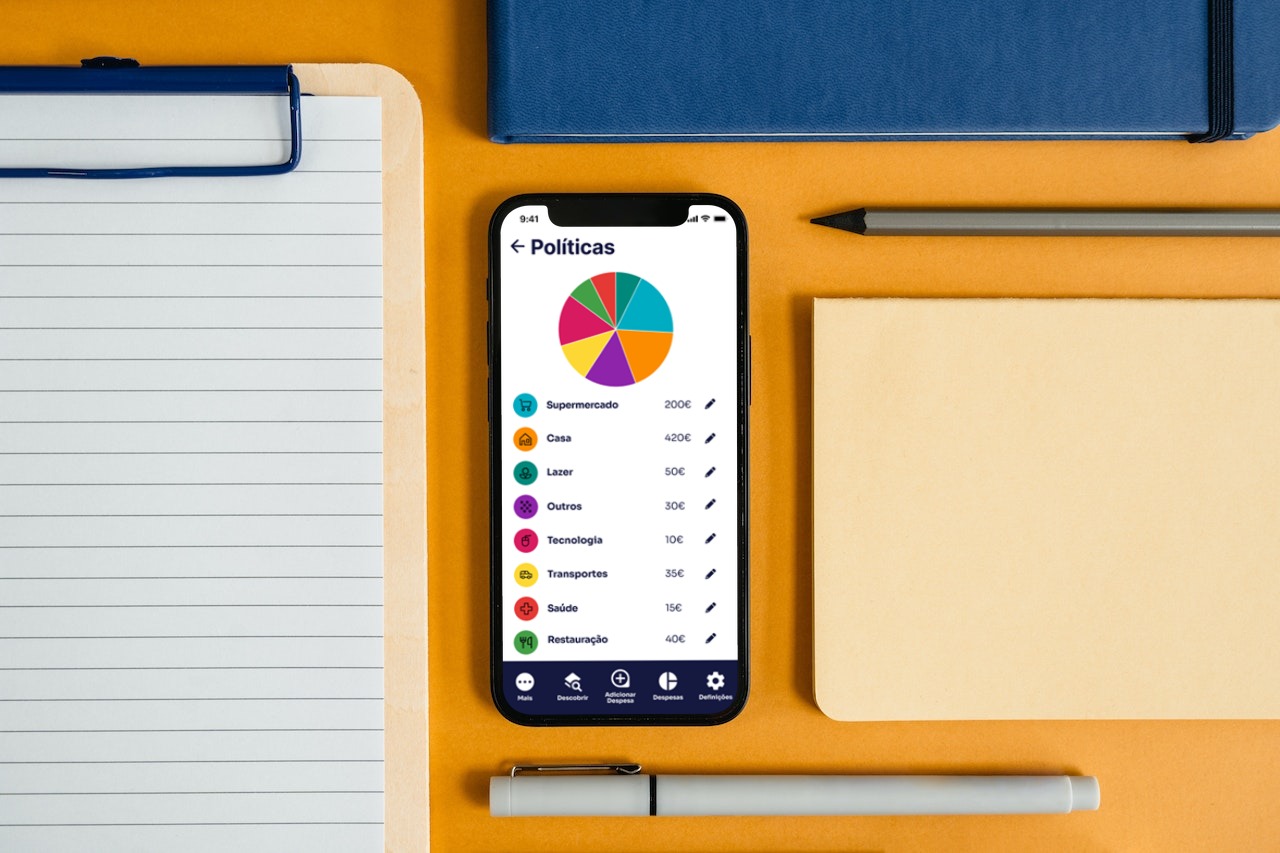 9:41
Políticas
Supermercado 200€
Casa 420€
Lazer 50€
Outros 30€
Tecnologia 10€
Transportes 35€
Saúde 15€
Restauração 40€
Mais Descobrir Adicionar Despesa Despesas Definições